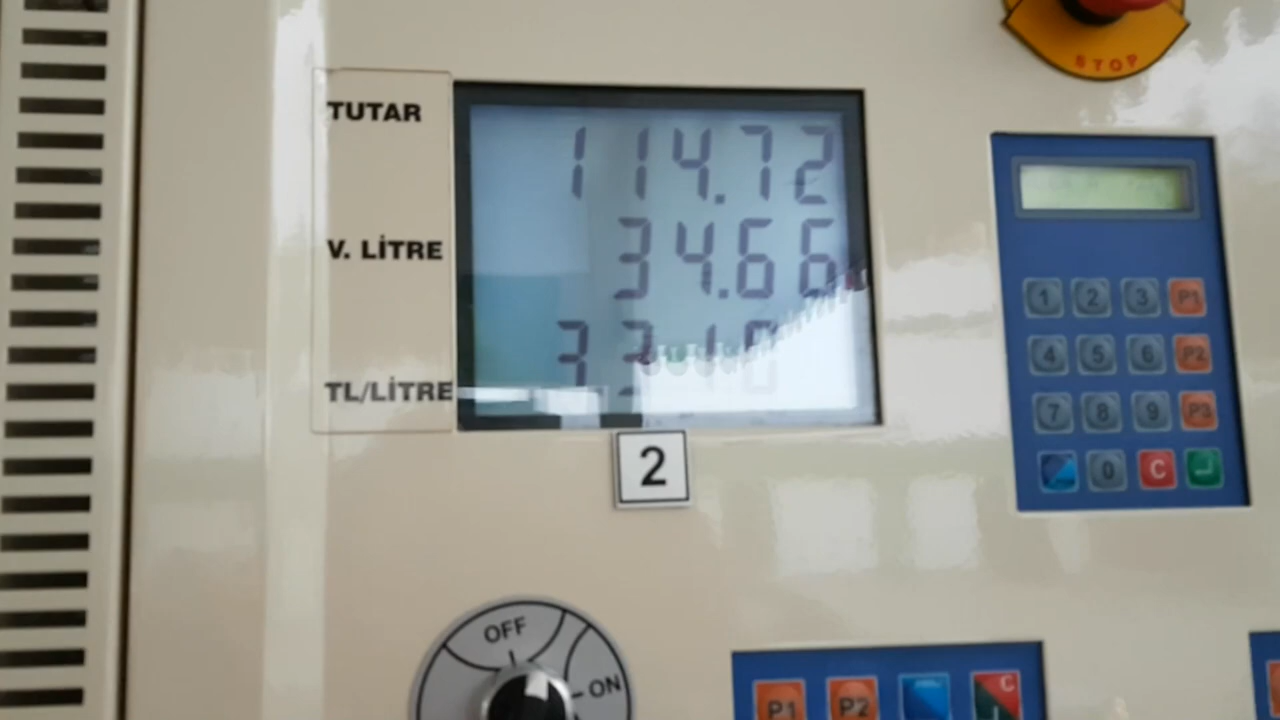 STOP
TUTAR
114.72
V. LİTRE
34.66
TL/LİTRE
2
1 2 3 P1
4 5 6 P2
7 8 9 P3
0 C
OFF
ON
P1 P2 C